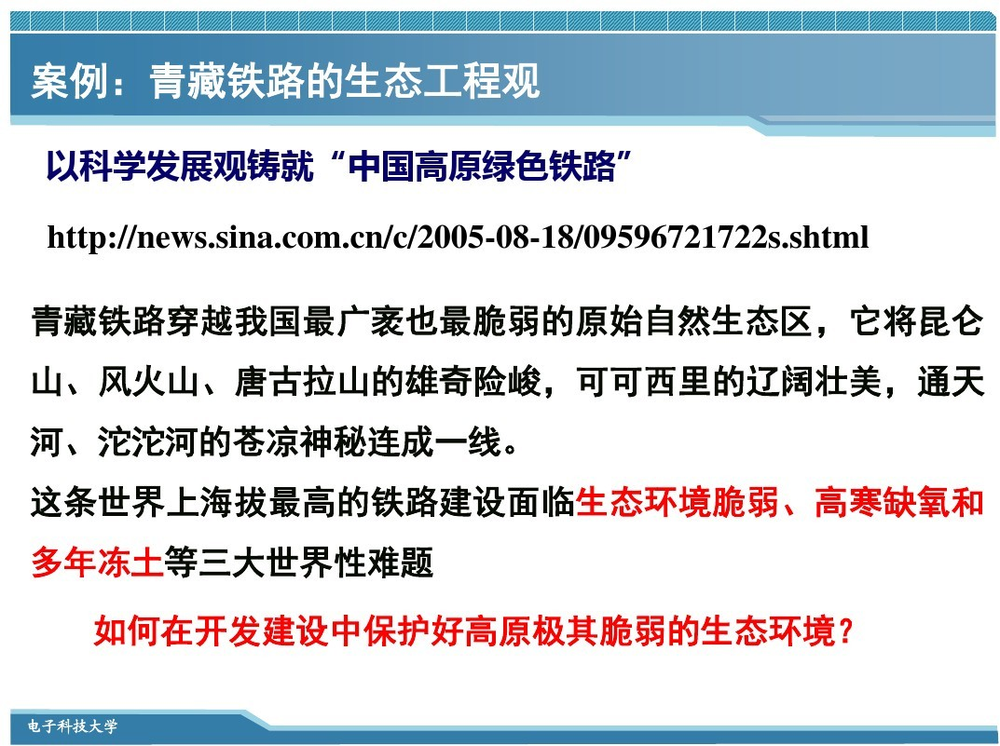 案例：青藏铁路的生态工程观
以科学发展观铸就“中国高原绿色铁路”
http://news.sina.com.cn/c/2005-08-18/09596721722s.shtml
青藏铁路穿越我国最广袤也最脆弱的原始自然生态区，它将昆仑
山、风火山、唐古拉山的雄奇险峻，可可西里的辽阔壮美，通天
河、沱沱河的苍凉神秘连成一线。
这条世界上海拔最高的铁路建设面临生态环境脆弱、高寒缺氧和
多年冻土等三大世界性难题
如何在开发建设中保护好高原极其脆弱的生态环境？
电子科技大学